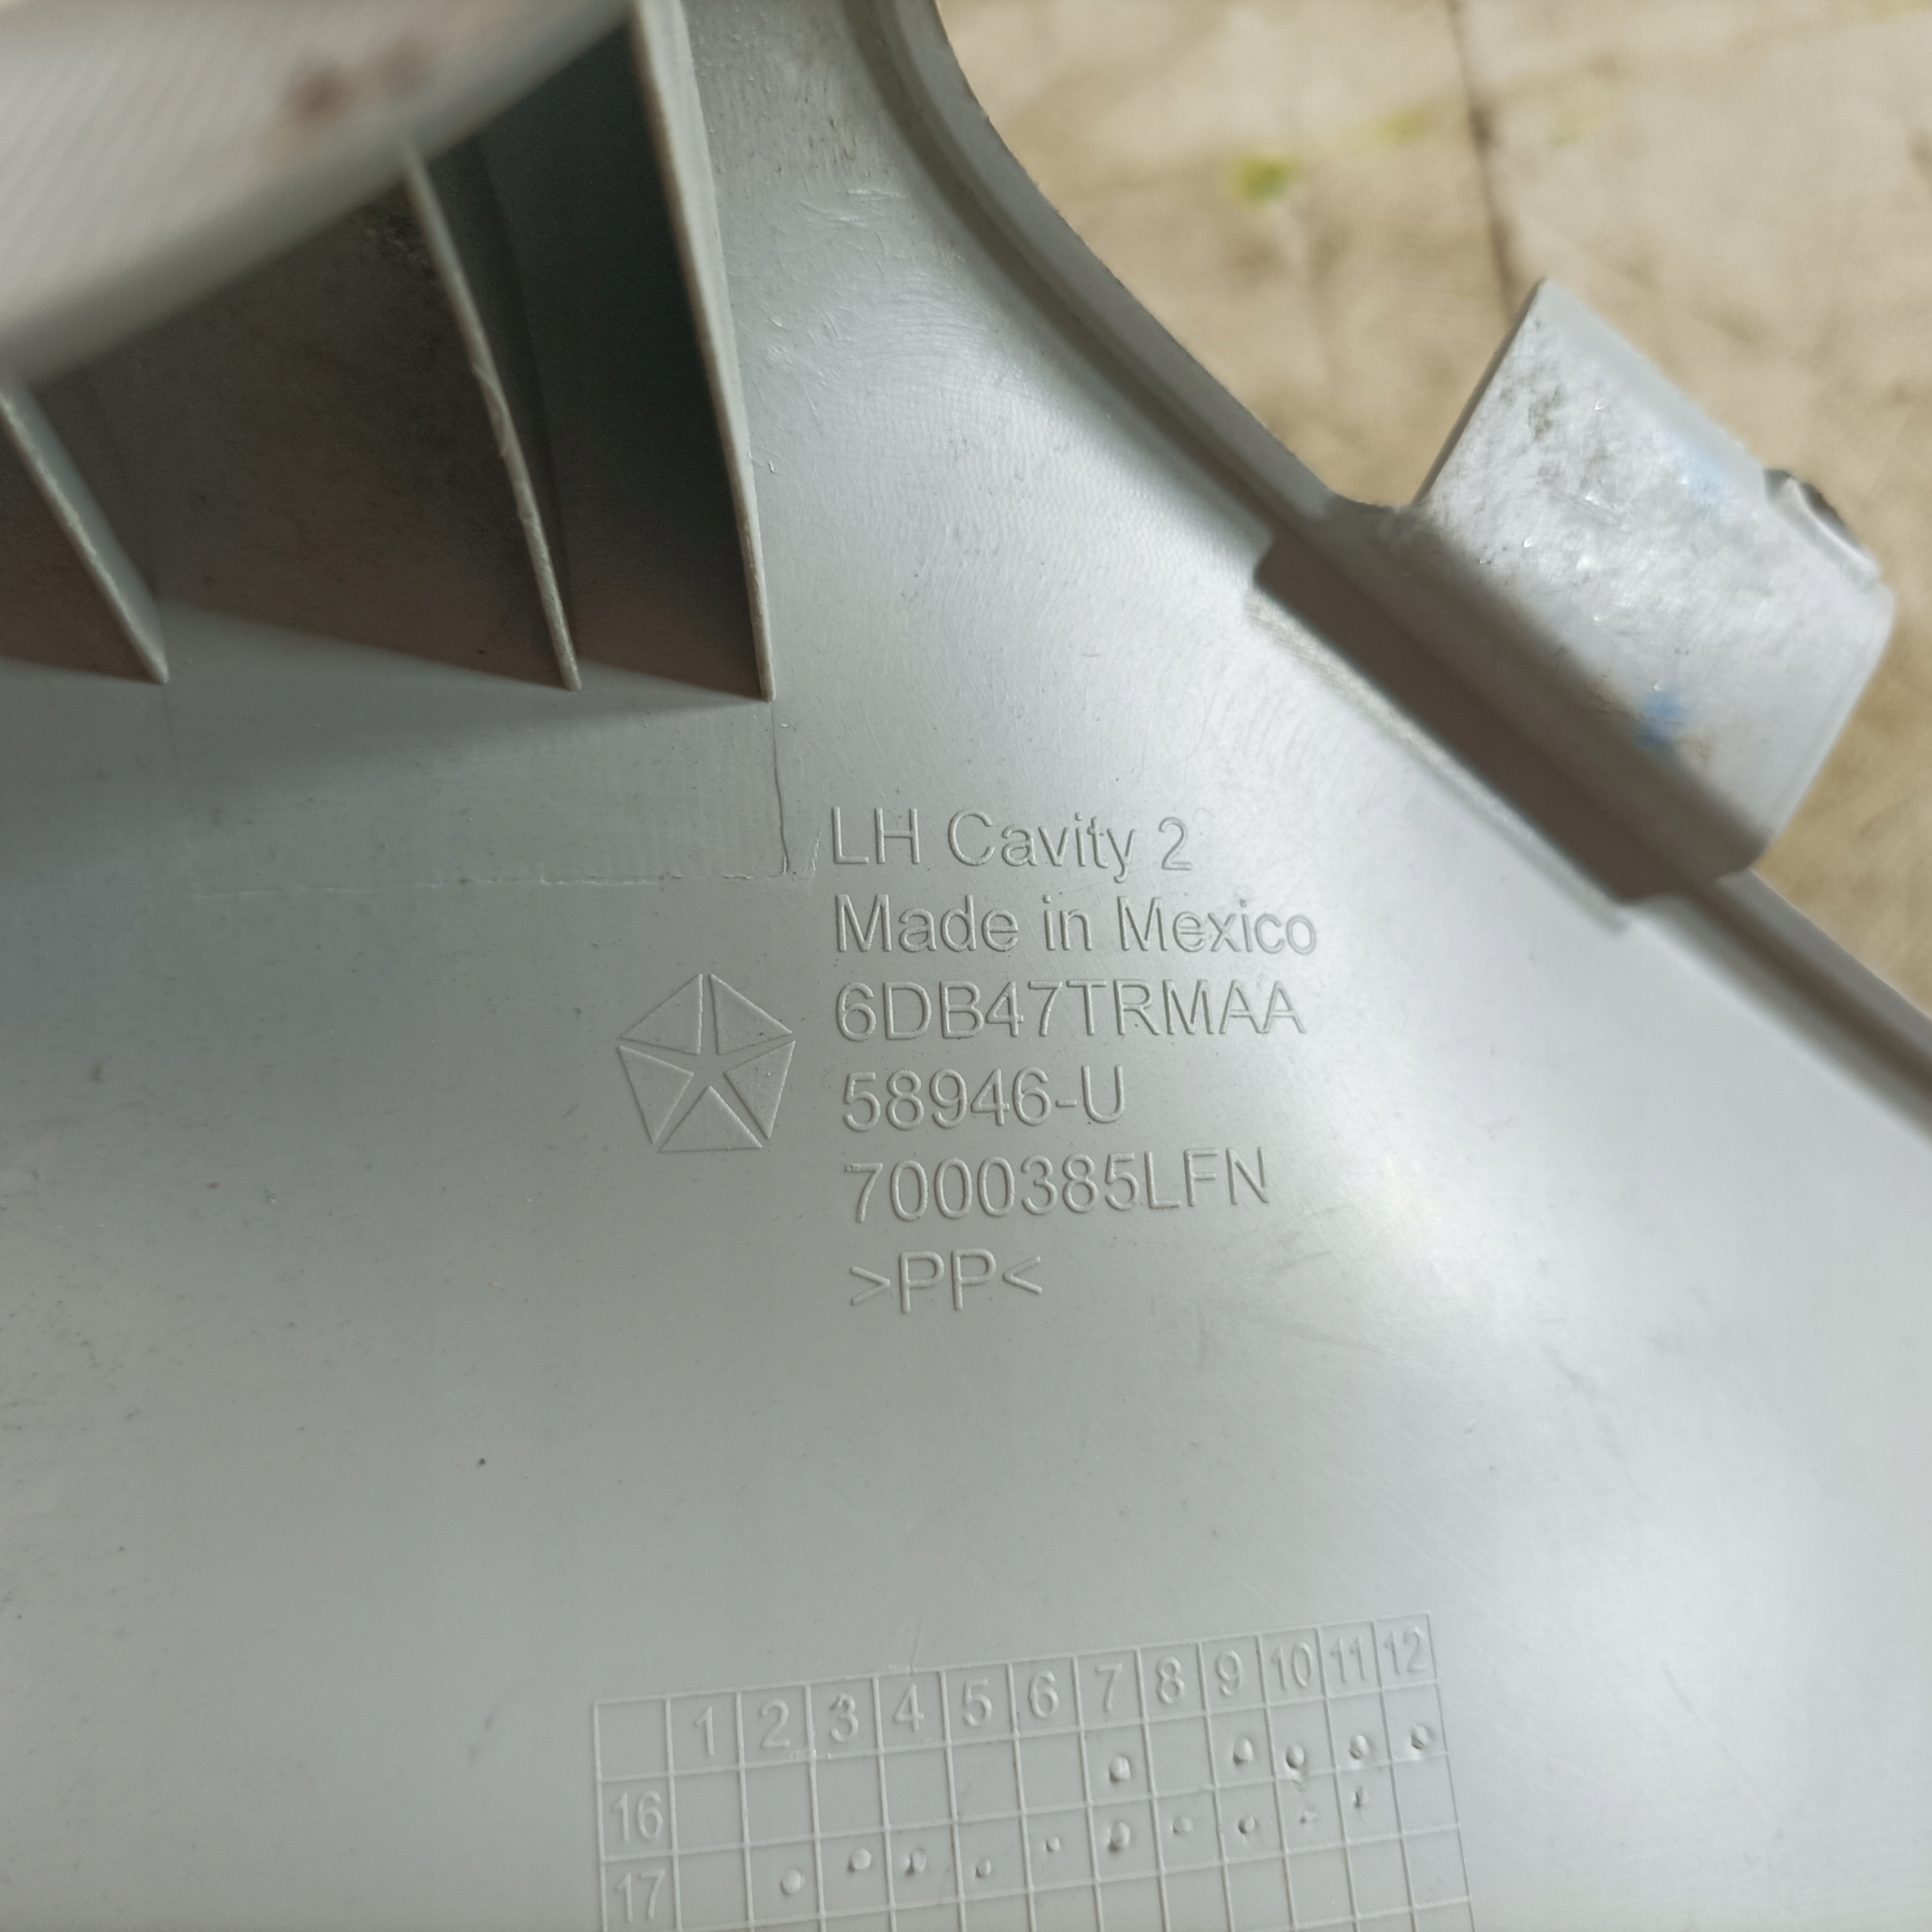 LH Cavity 2
Made in Mexico
6DB47TRMAA
58946-U
7000385LFN
>PP<
1 2 3 4 5 6 7 8 9 10 11 12
16
17